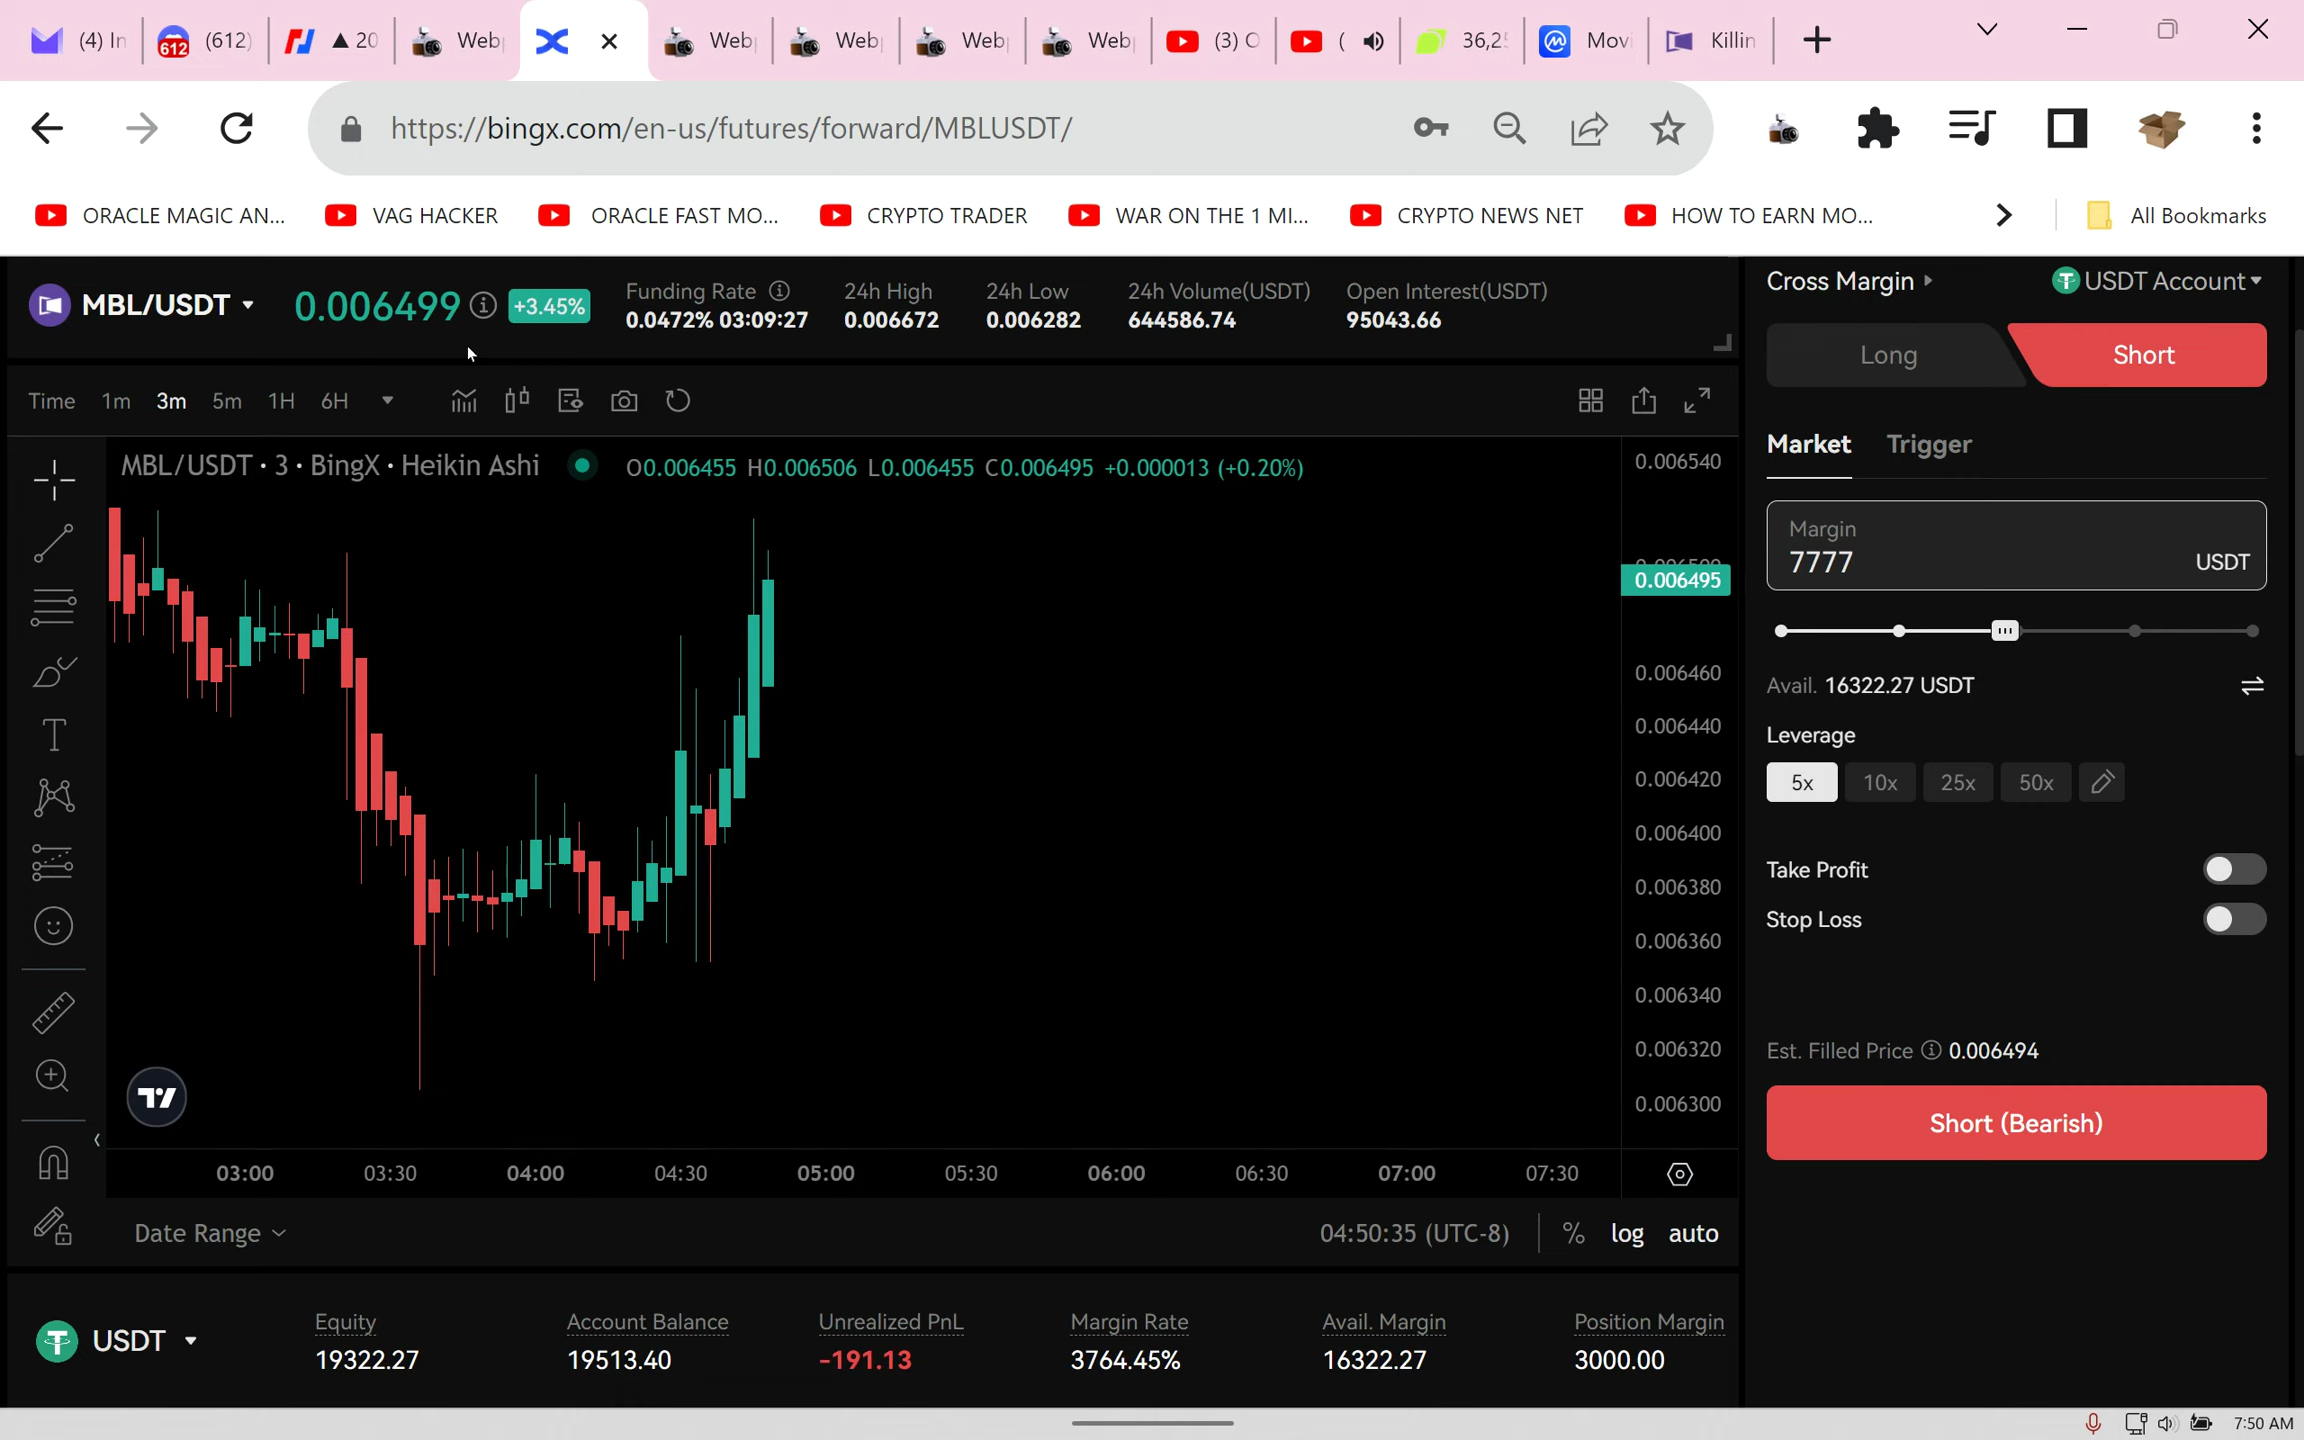 (4) In
612
(612)
▲ 20
Web
Web
Web
Web
Web
(3) O
(
36,2
Movi
Killin
https://bingx.com/en-us/futures/forward/MBLUSDT/
ORACLE MAGIC AN...
VAG HACKER
ORACLE FAST MO...
CRYPTO TRADER
WAR ON THE 1 MI...
CRYPTO NEWS NET
HOW TO EARN MO...
All Bookmarks
MBL/USDT
0.006499
+3.45%
Funding Rate
0.0472% 03:09:27
24h High
0.006672
24h Low
0.006282
24h Volume(USDT)
644586.74
Open Interest(USDT)
95043.66
Time 1m 3m 5m 1H 6H
MBL/USDT · 3 · BingX · Heikin Ashi
O0.006455 H0.006506 L0.006455 C0.006495 +0.000013 (+0.20%)
0.006540
0.006495
0.006460
0.006440
0.006420
0.006400
0.006380
0.006360
0.006340
0.006320
0.006300
03:00 03:30 04:00 04:30 05:00 05:30 06:00 06:30 07:00 07:30
Date Range
04:50:35 (UTC-8)
% log auto
USDT
Equity
19322.27
Account Balance
19513.40
Unrealized PnL
-191.13
Margin Rate
3764.45%
Avail. Margin
16322.27
Position Margin
3000.00
Cross Margin
USDT Account
Long
Short
Market
Trigger
Margin
7777
USDT
Avail. 16322.27 USDT
Leverage
5x 10x 25x 50x
Take Profit
Stop Loss
Est. Filled Price 0.006494
Short (Bearish)
7:50 AM